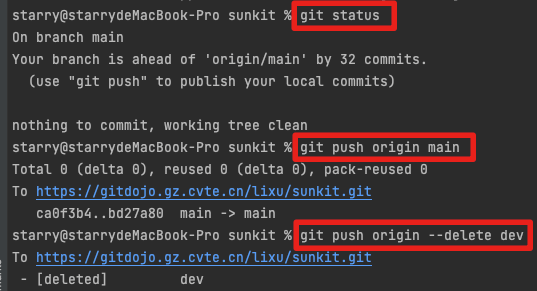 starry@starrydeMacBook-Pro sunkit % git status
On branch main
Your branch is ahead of 'origin/main' by 32 commits.
  (use "git push" to publish your local commits)

nothing to commit, working tree clean
starry@starrydeMacBook-Pro sunkit % git push origin main
Total 0 (delta 0), reused 0 (delta 0), pack-reused 0
To https://gitdojo.gz.cvte.cn/lixu/sunkit.git
   ca0f3b4..bd27a80  main -> main
starry@starrydeMacBook-Pro sunkit % git push origin --delete dev
To https://gitdojo.gz.cvte.cn/lixu/sunkit.git
 - [deleted]         dev